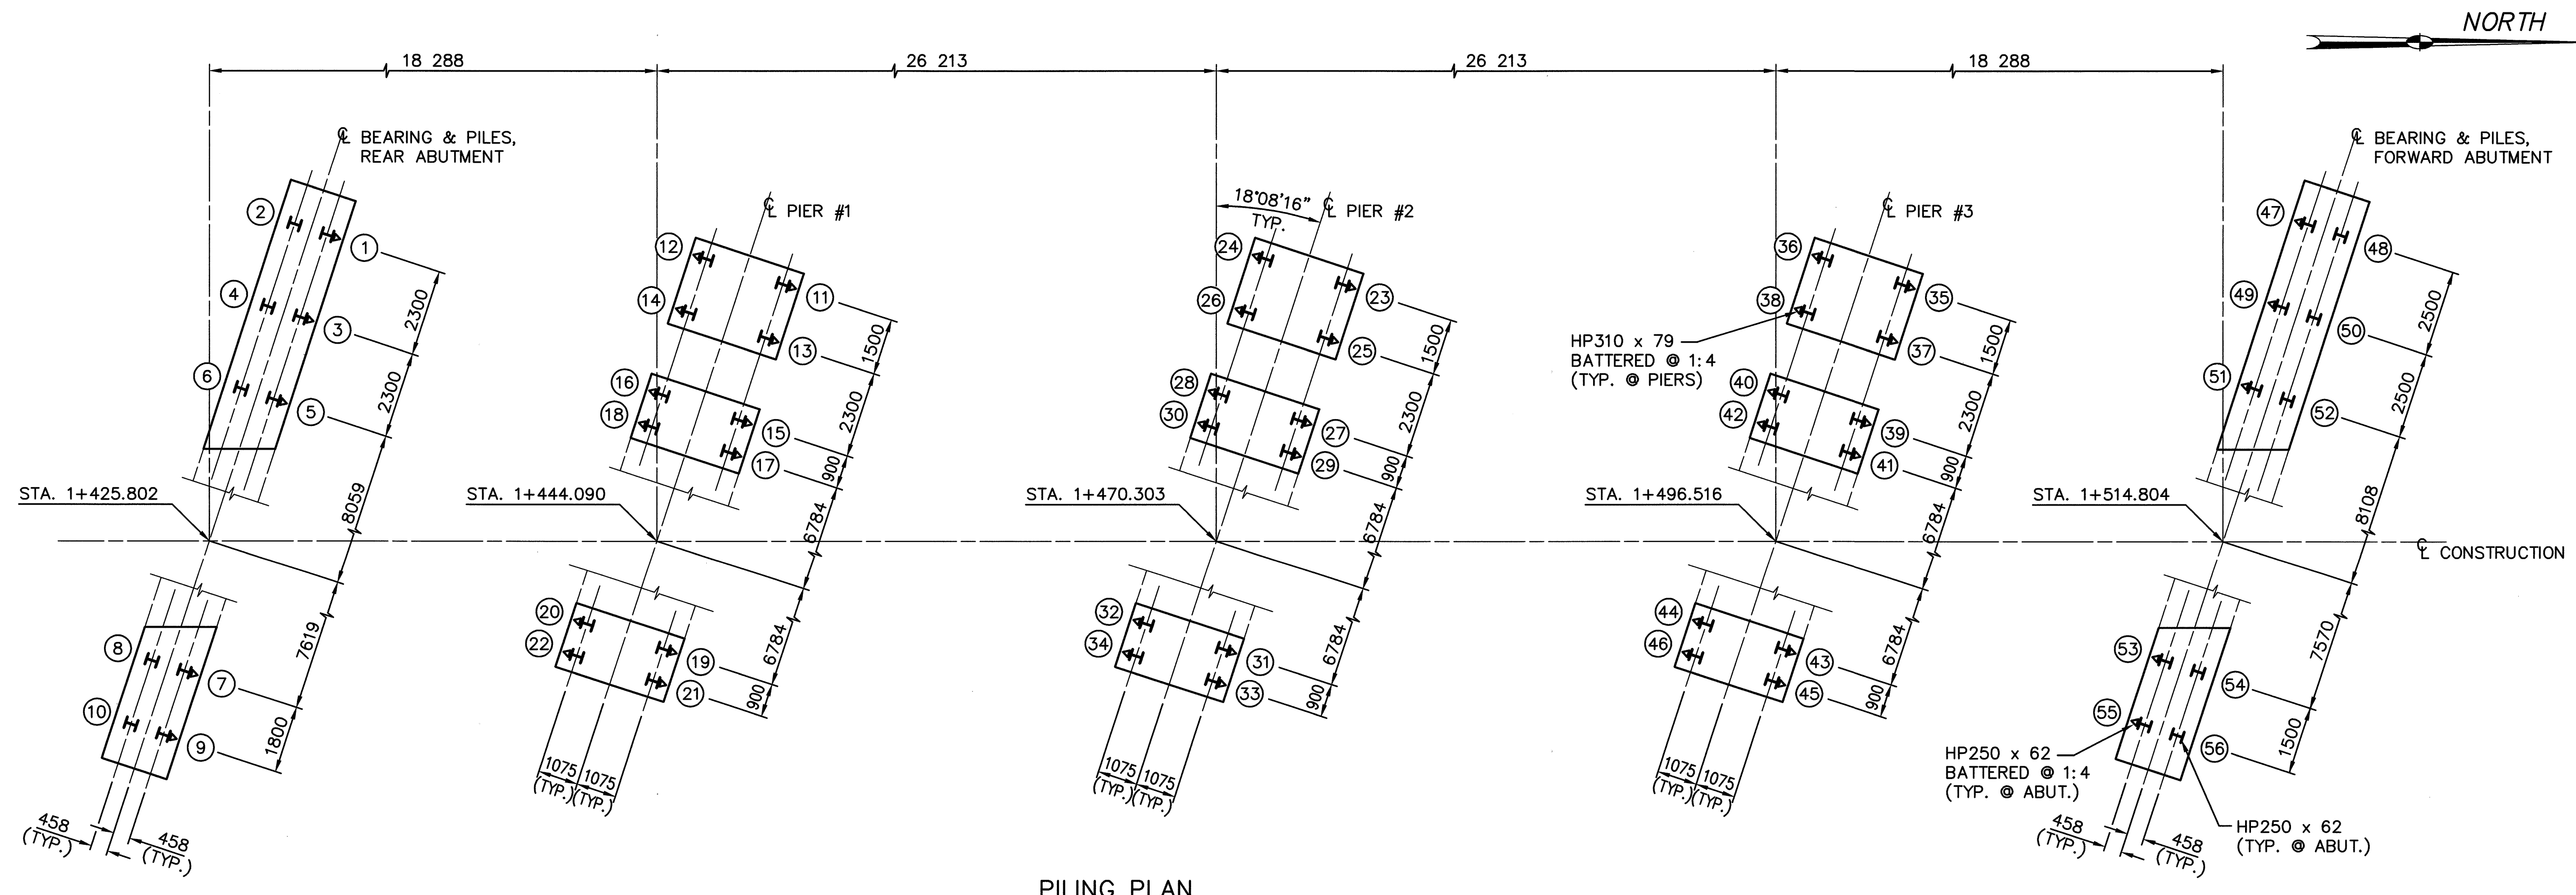 NORTH
18 288
26 213
26 213
18 288
℄ BEARING & PILES,
REAR ABUTMENT
℄ BEARING & PILES,
FORWARD ABUTMENT
℄ PIER #1
18°08'16"
TYP.
℄ PIER #2
℄ PIER #3
2
1
4
3
6
5
2300
2300
8059
12
11
14
13
16
15
18
17
1500
2300
900
6784
24
23
26
25
28
27
30
29
1500
2300
900
6784
36
35
38
37
40
39
42
41
1500
2300
900
6784
HP310 x 79
BATTERED @ 1:4
(TYP. @ PIERS)
47
48
49
50
51
52
2500
2500
8108
STA. 1+425.802
STA. 1+444.090
STA. 1+470.303
STA. 1+496.516
STA. 1+514.804
℄ CONSTRUCTION
8
7
10
9
7619
1800
20
19
22
21
6784
900
32
31
34
33
6784
900
44
43
46
45
6784
900
53
54
55
56
7570
1500
HP250 x 62
BATTERED @ 1:4
(TYP. @ ABUT.)
HP250 x 62
(TYP. @ ABUT.)
458
(TYP.)
458
(TYP.)
1075
(TYP.)
1075
(TYP.)
1075
(TYP.)
1075
(TYP.)
1075
(TYP.)
1075
(TYP.)
458
(TYP.)
458
(TYP.)
PILING PLAN